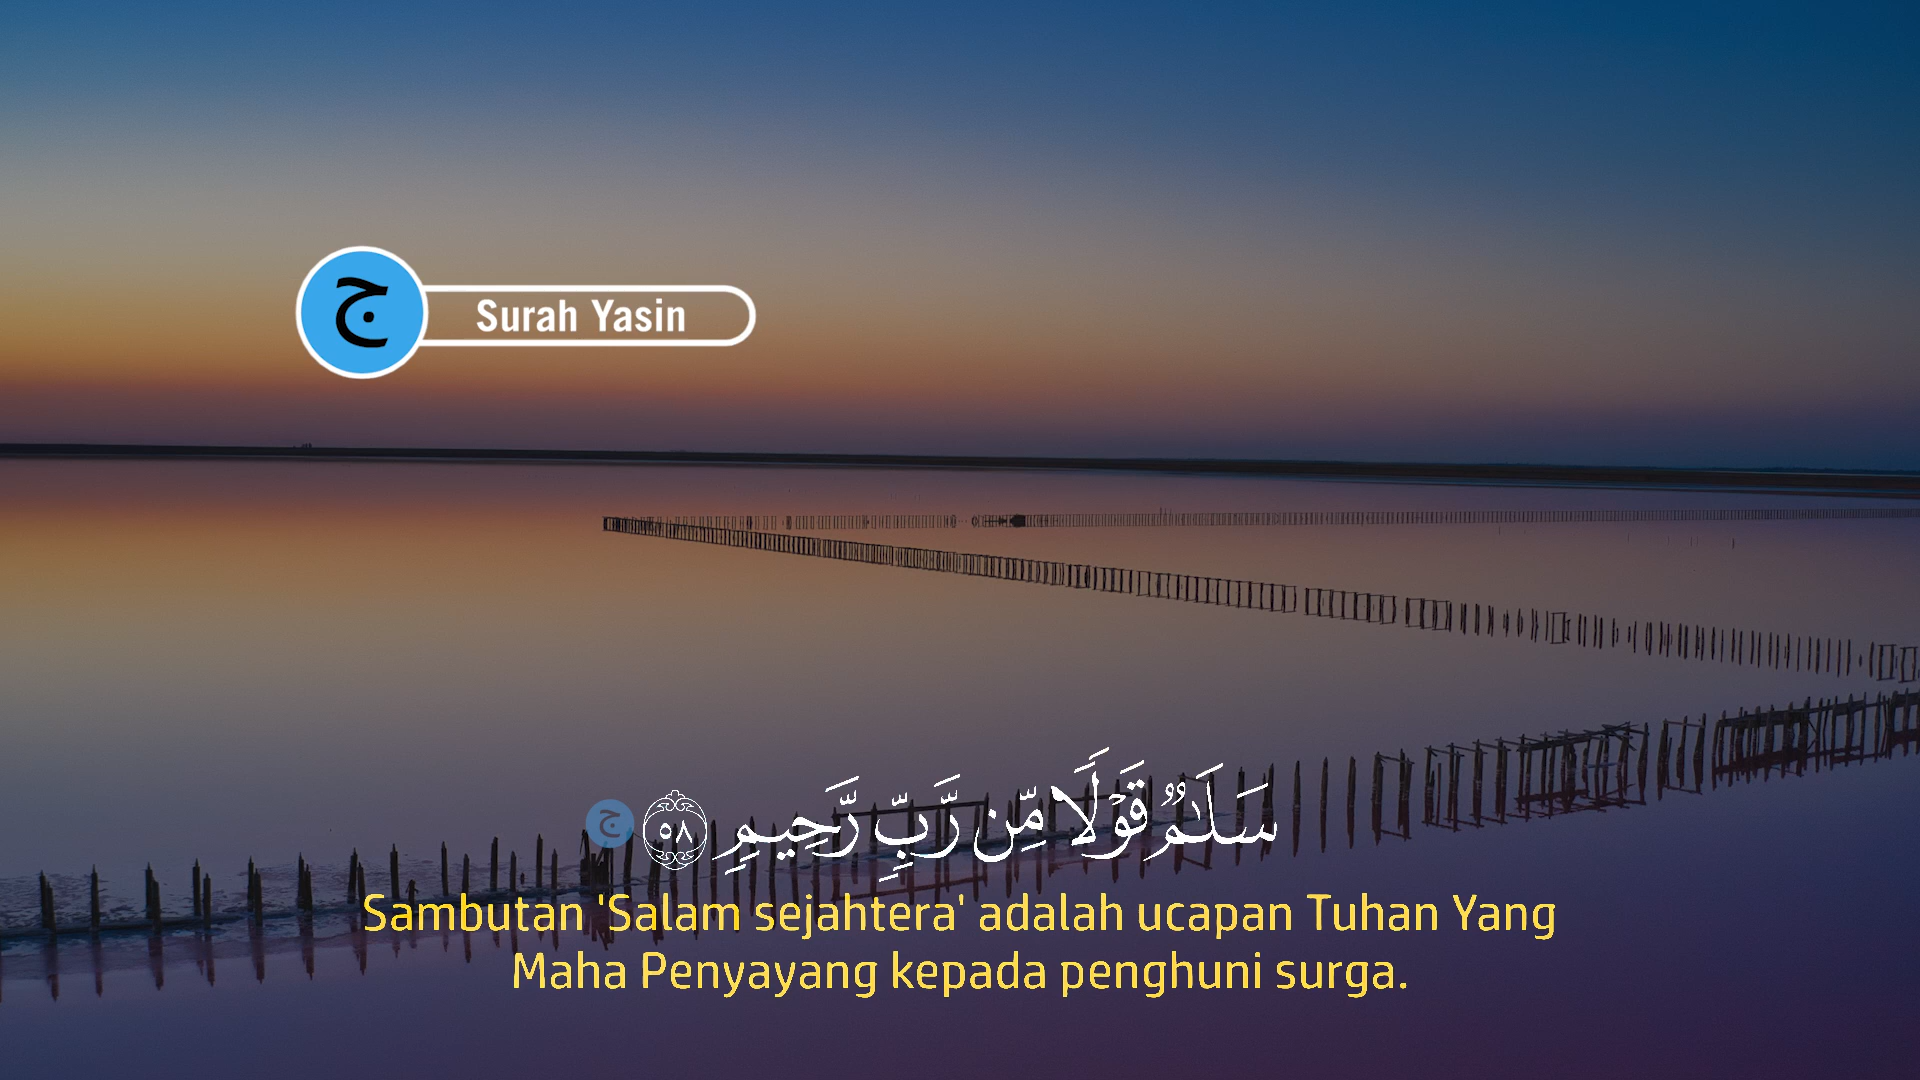 ج
Surah Yasin
سَلَـٰمٌ قَوْلًا مِّن رَّبٍّ رَّحِيمٍ ٥٨
ج
Sambutan 'Salam sejahtera' adalah ucapan Tuhan Yang
Maha Penyayang kepada penghuni surga.